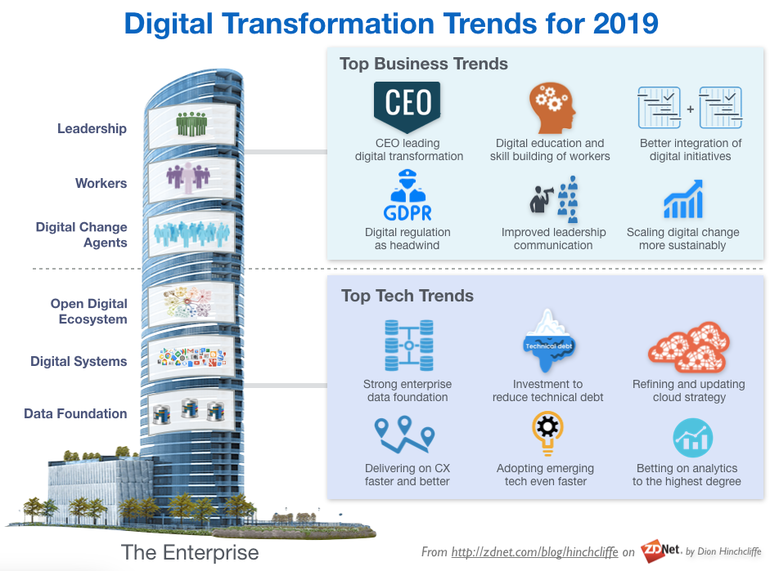 Digital Transformation Trends for 2019
Leadership
Workers
Digital Change
Agents
Open Digital
Ecosystem
Digital Systems
Data Foundation
The Enterprise
Top Business Trends
CEO
CEO leading
digital transformation
Digital education and
skill building of workers
+
Better integration of
digital initiatives
GDPR
Digital regulation
as headwind
Improved leadership
communication
Scaling digital change
more sustainably
Top Tech Trends
Strong enterprise
data foundation
Technical debt
Investment to
reduce technical debt
Refining and updating
cloud strategy
Delivering on CX
faster and better
Adopting emerging
tech even faster
Betting on analytics
to the highest degree
From http://zdnet.com/blog/hinchcliffe on ZDNet. by Dion Hinchcliffe